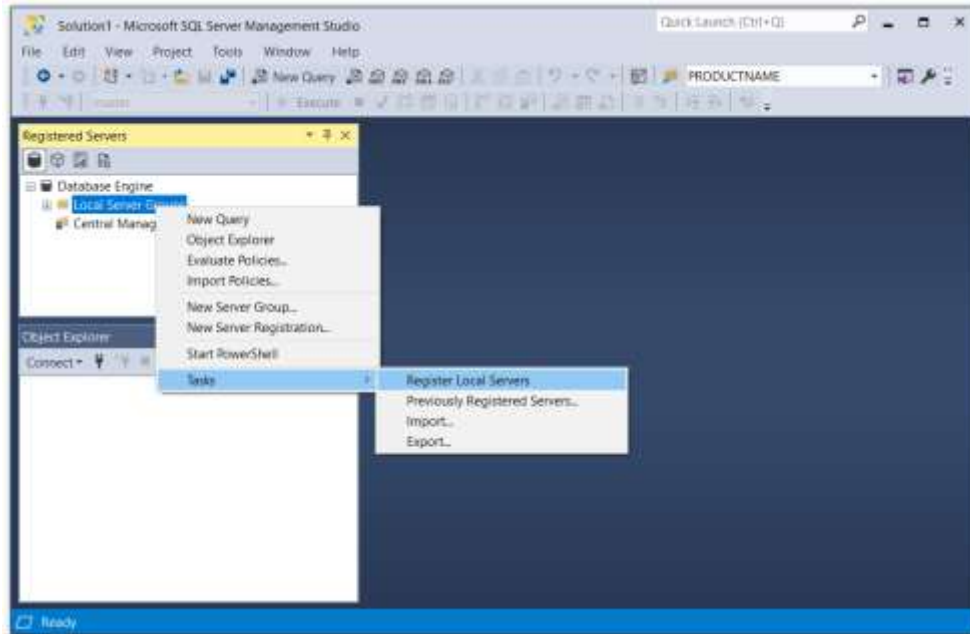 Solution1 - Microsoft SQL Server Management Studio
Quick Launch (Ctrl+Q)
File Edit View Project Tools Window Help
New Query
PRODUCTNAME
master
Execute
Registered Servers
Database Engine
Local Server Groups
Central Manag
New Query
Object Explorer
Evaluate Policies...
Import Policies...
New Server Group...
New Server Registration...
Start PowerShell
Tasks
Register Local Servers
Previously Registered Servers...
Import...
Export...
Object Explorer
Connect
Ready